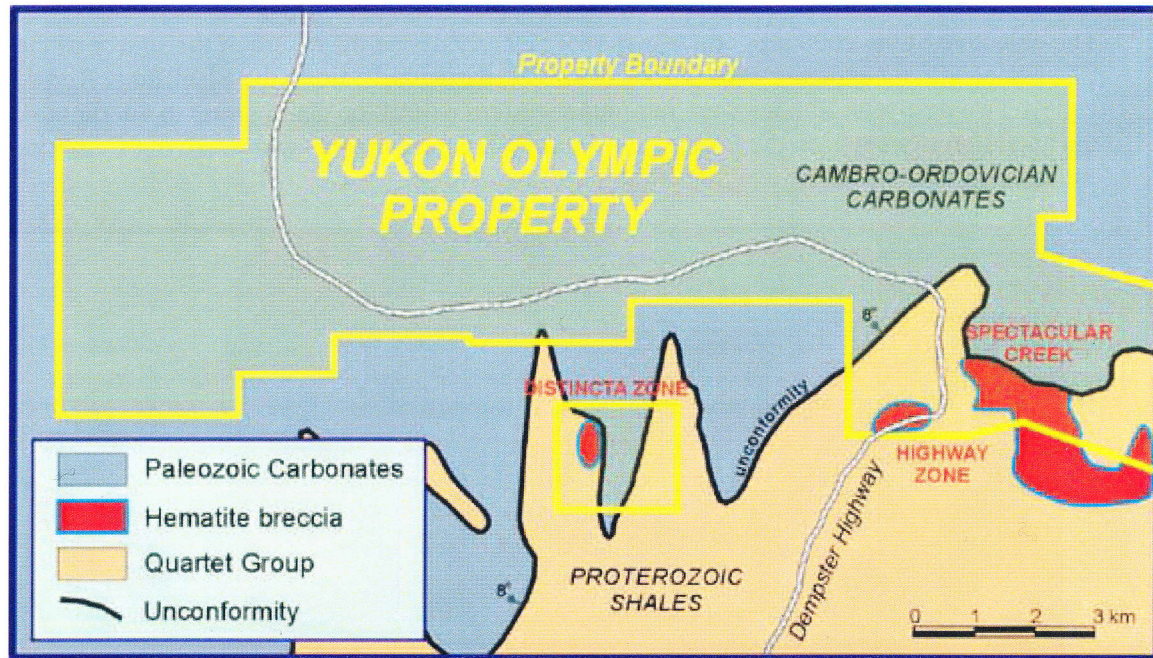 Property Boundary
YUKON OLYMPIC
PROPERTY
CAMBRO-ORDOVICIAN
CARBONATES
8°
SPECTACULAR
CREEK
DISTINCTA ZONE
unconformity
HIGHWAY
ZONE
Dempster Highway
PROTEROZOIC
SHALES
8°
Paleozoic Carbonates
Hematite breccia
Quartet Group
Unconformity
0 1 2 3 km